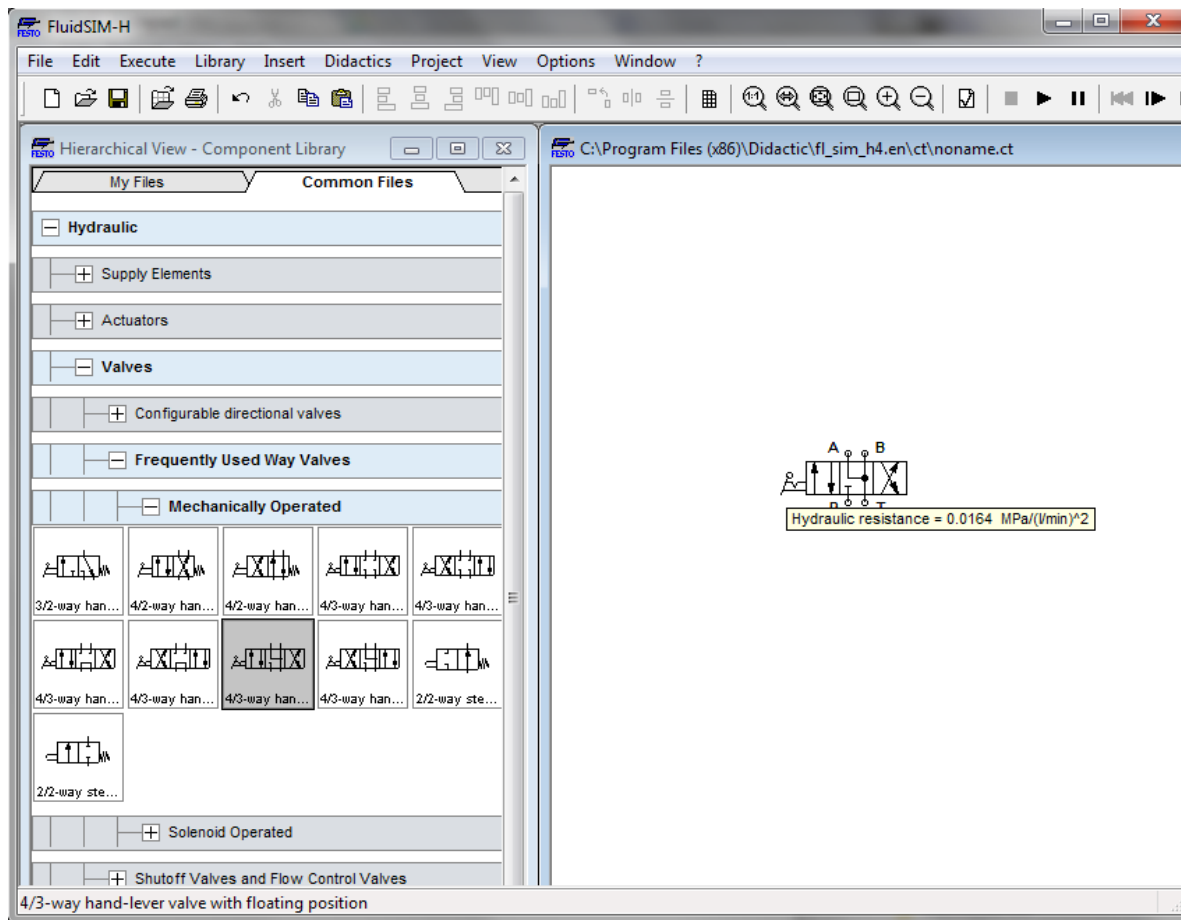 FESTO FluidSIM-H
File Edit Execute Library Insert Didactics Project View Options Window ?
1:1
FESTO Hierarchical View - Component Library
FESTO C:\Program Files (x86)\Didactic\fl_sim_h4.en\ct\noname.ct
My Files Common Files
Hydraulic
Supply Elements
Actuators
Valves
Configurable directional valves
Frequently Used Way Valves
Mechanically Operated
3/2-way han... 4/2-way han... 4/2-way han... 4/3-way han... 4/3-way han...
4/3-way han... 4/3-way han... 4/3-way han... 4/3-way han... 2/2-way ste...
2/2-way ste...
Solenoid Operated
Shutoff Valves and Flow Control Valves
A B
P T
Hydraulic resistance = 0.0164 MPa/(l/min)^2
4/3-way hand-lever valve with floating position